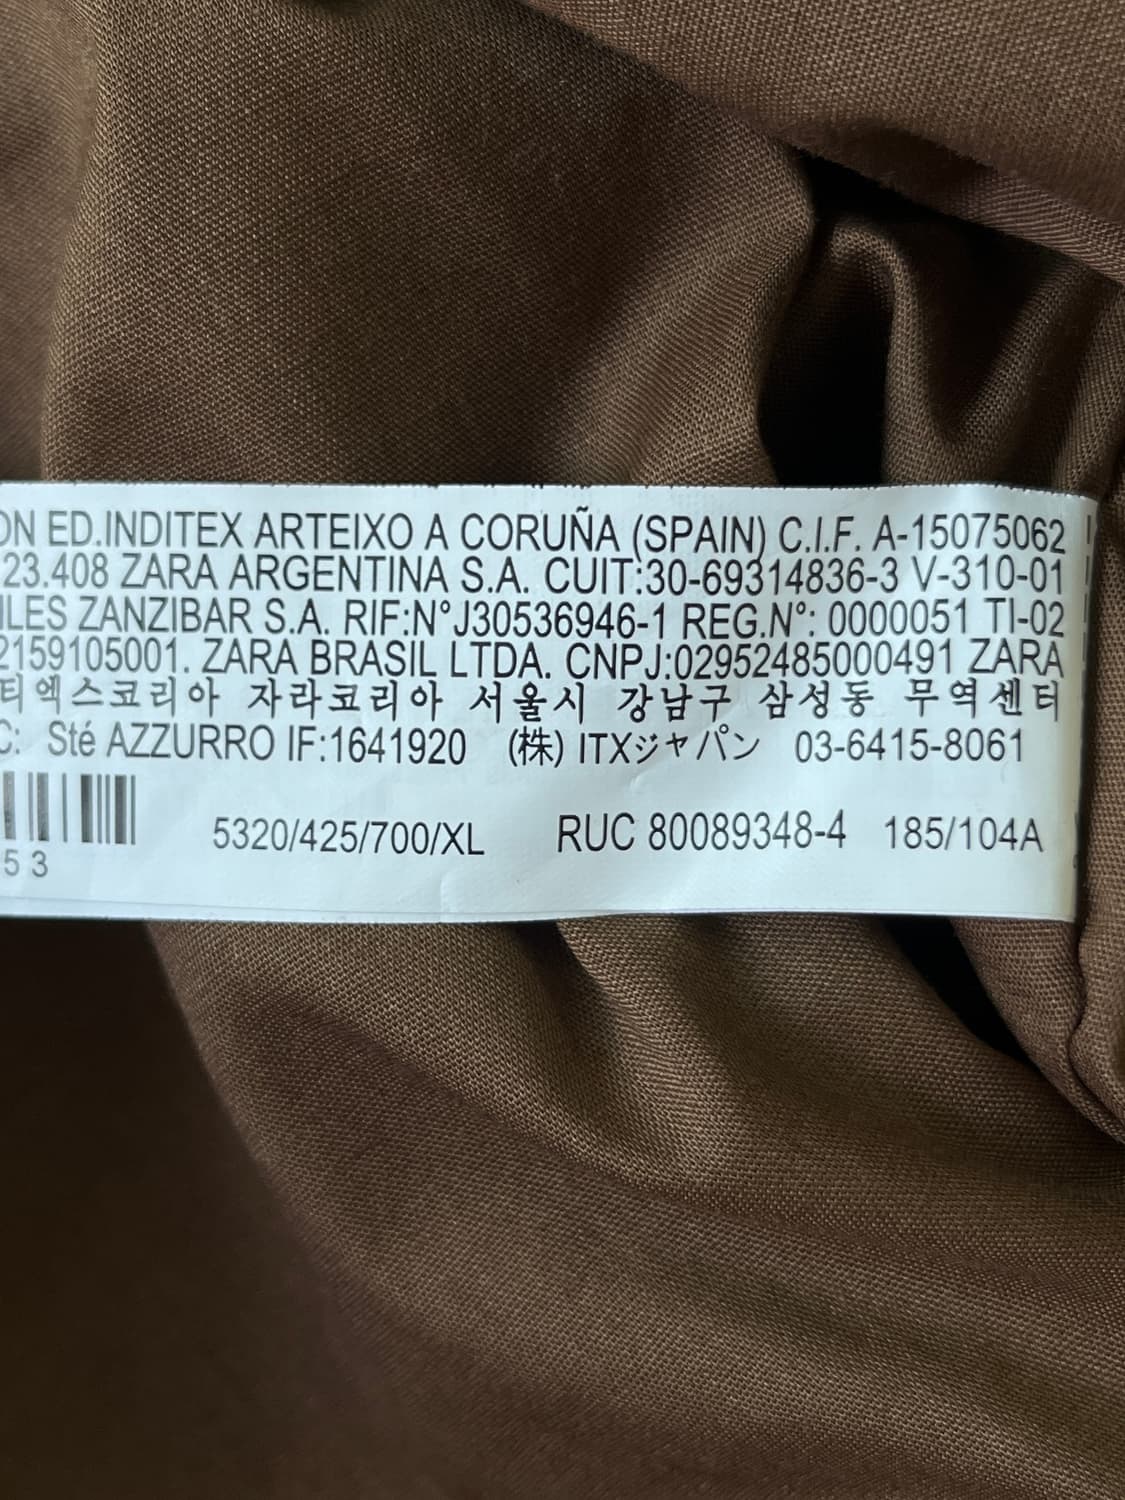 ON ED.INDITEX ARTEIXO A CORUÑA (SPAIN) C.I.F. A-15075062
23.408 ZARA ARGENTINA S.A. CUIT:30-69314836-3 V-310-01
ILES ZANZIBAR S.A. RIF:N°J30536946-1 REG.N°: 0000051 TI-02
2159105001. ZARA BRASIL LTDA. CNPJ:02952485000491 ZARA
티엑스코리아 자라코리아 서울시 강남구 삼성동 무역센터
C: Sté AZZURRO IF:1641920 (株) ITXジャパン 03-6415-8061
5320/425/700/XL RUC 80089348-4 185/104A
53